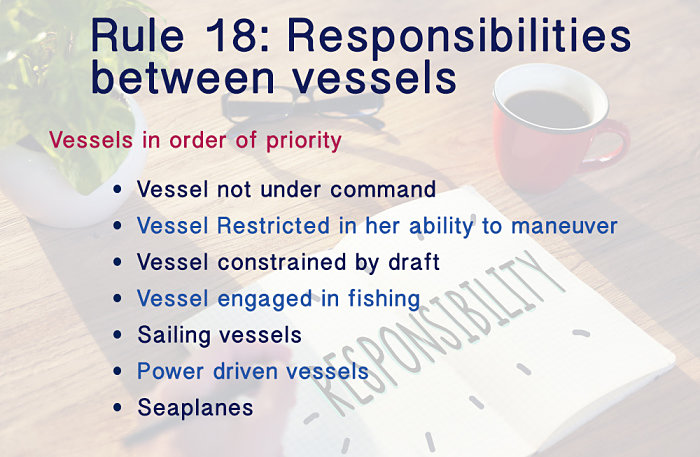 Rule 18: Responsibilities
between vessels
Vessels in order of priority
• Vessel not under command
• Vessel Restricted in her ability to maneuver
• Vessel constrained by draft
• Vessel engaged in fishing
• Sailing vessels
• Power driven vessels
• Seaplanes
RESPONSIBILITY